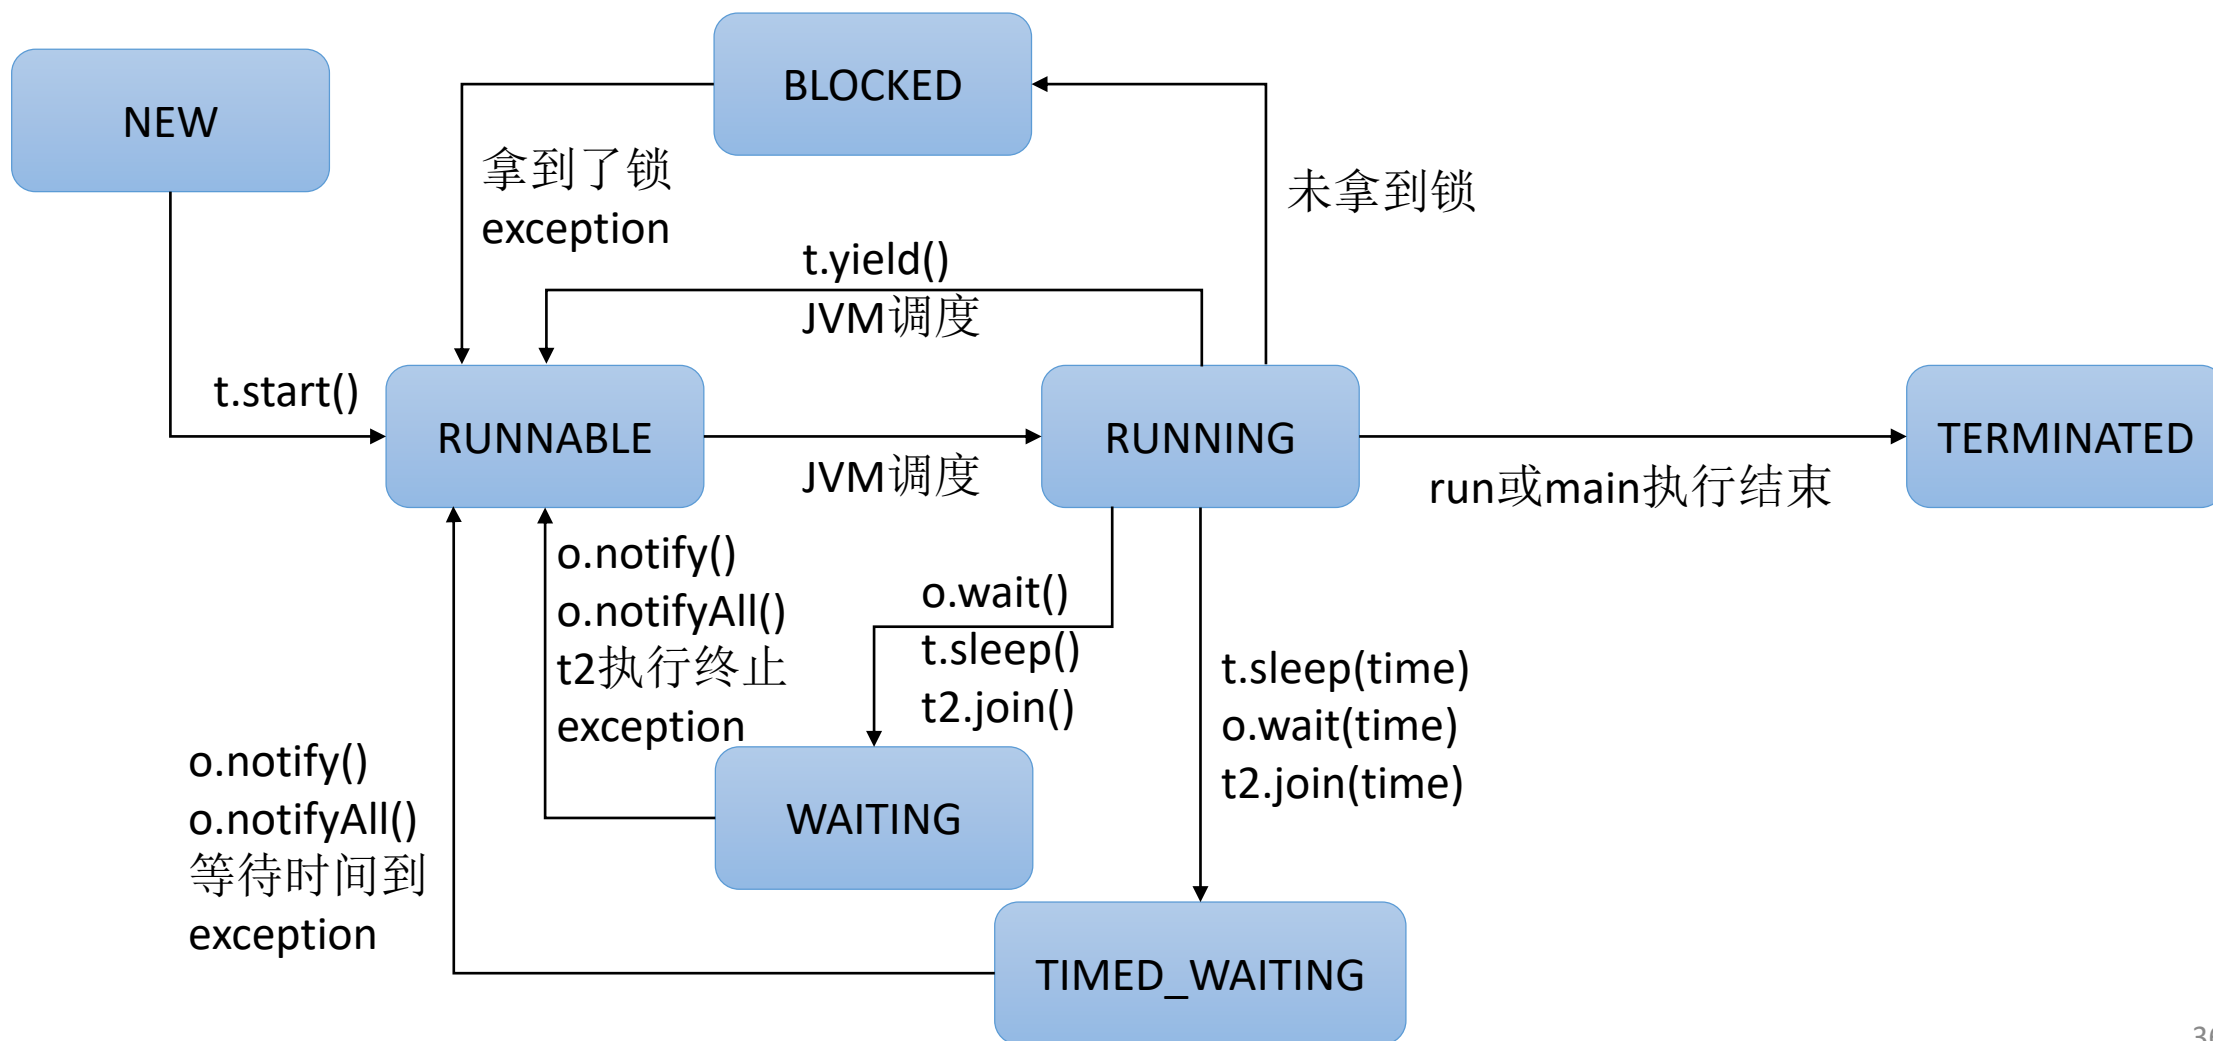 NEW
BLOCKED
拿到了锁
exception
未拿到锁
t.yield()
JVM调度
t.start()
RUNNABLE
JVM调度
RUNNING
run或main执行结束
TERMINATED
o.notify()
o.notifyAll()
t2执行终止
exception
o.wait()
t.sleep()
t2.join()
t.sleep(time)
o.wait(time)
t2.join(time)
o.notify()
o.notifyAll()
等待时间到
exception
WAITING
TIMED_WAITING